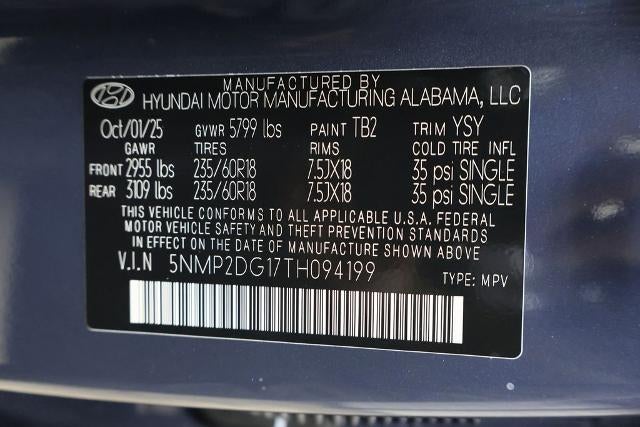 MANUFACTURED BY
HYUNDAI MOTOR MANUFACTURING ALABAMA, LLC
Oct/01/25 GVWR 5799 lbs PAINT TB2 TRIM YSY
GAWR TIRES RIMS COLD TIRE INFL
FRONT 2955 lbs 235/60R18 7.5JX18 35 psi SINGLE
REAR 3109 lbs 235/60R18 7.5JX18 35 psi SINGLE
THIS VEHICLE CONFORMS TO ALL APPLICABLE U.S.A. FEDERAL
MOTOR VEHICLE SAFETY AND THEFT PREVENTION STANDARDS
IN EFFECT ON THE DATE OF MANUFACTURE SHOWN ABOVE
V.I.N 5NMP2DG17TH094199 TYPE: MPV